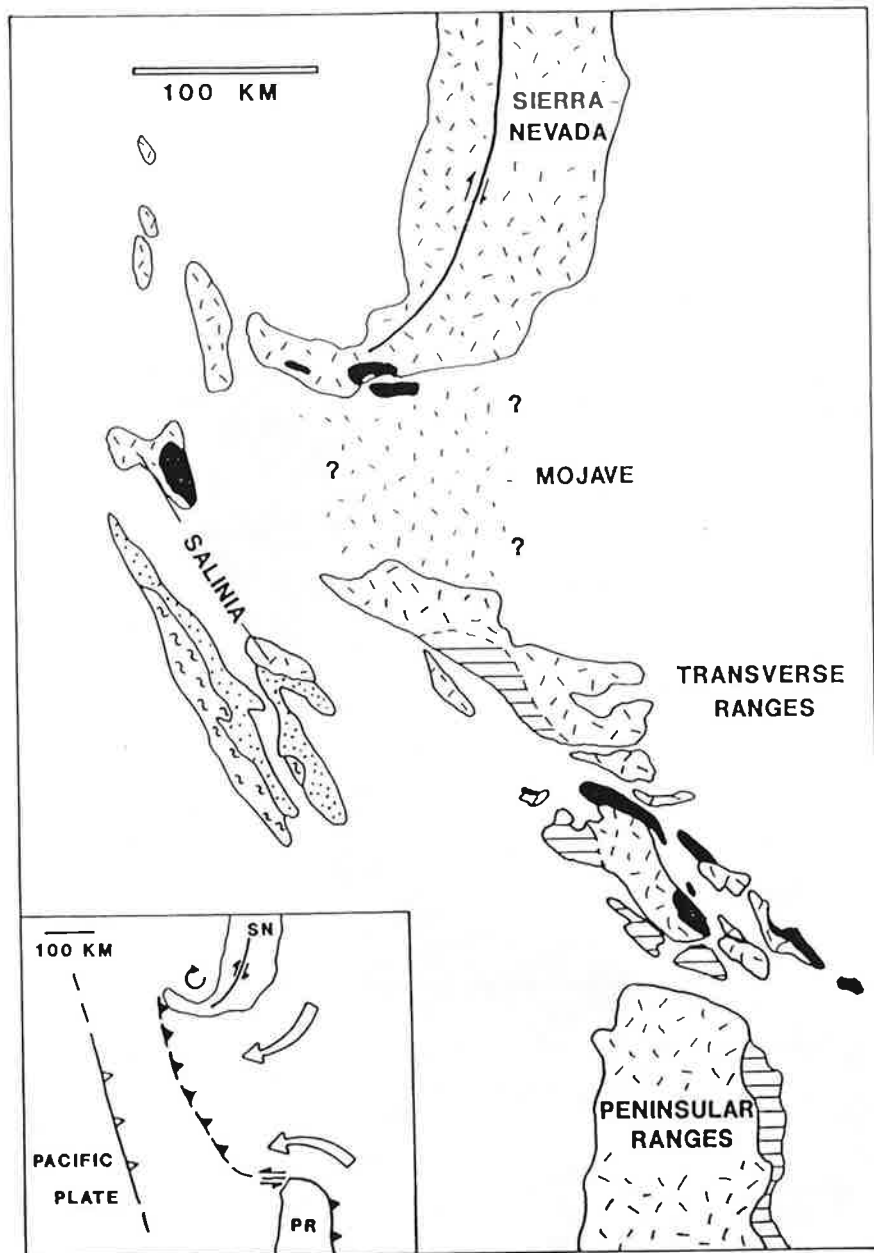 100 KM
SIERRA
NEVADA
?
?
MOJAVE
?
SALINIA
TRANSVERSE
RANGES
PENINSULAR
RANGES
100 KM
SN
PACIFIC
PLATE
PR